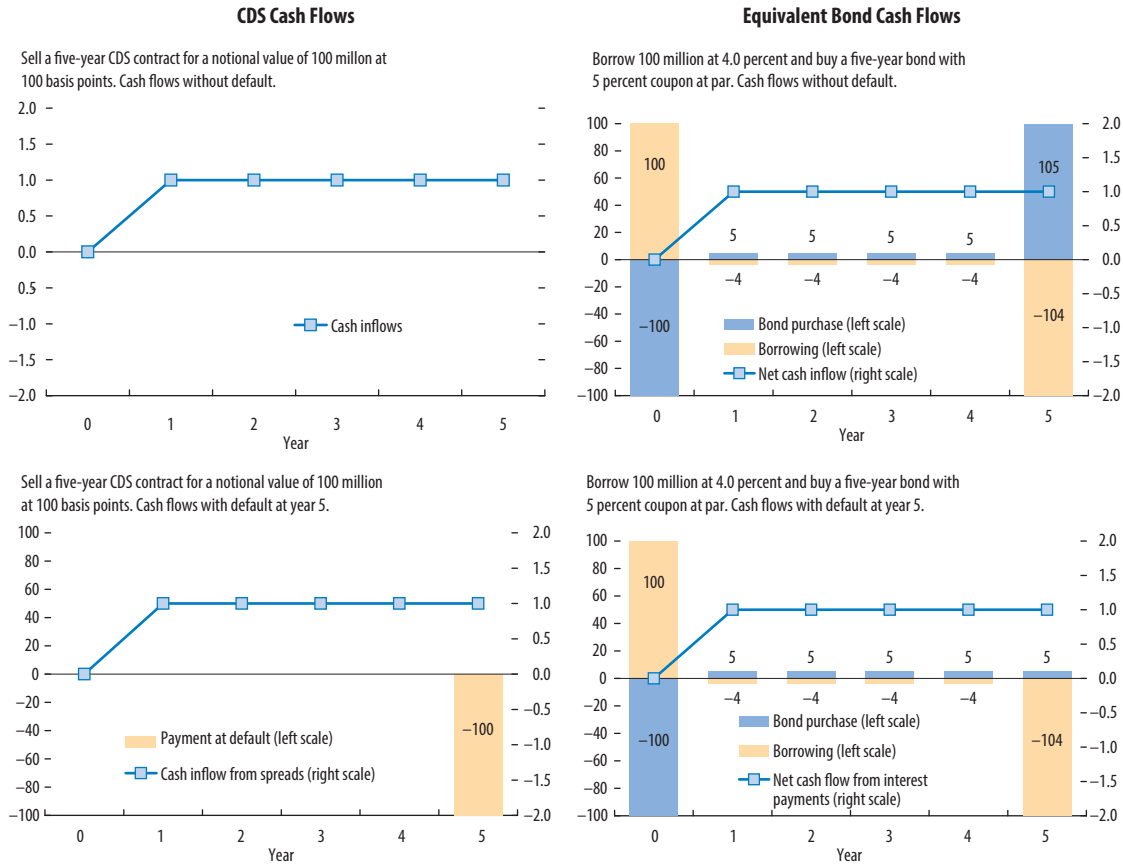 CDS Cash Flows
Sell a five-year CDS contract for a notional value of 100 millon at
100 basis points. Cash flows without default.
2.0
1.5
1.0
0.5
0.0
0.5
–1.0
–1.5
–2.0
Cash inflows
0 1 2 3 4 5
Year
Equivalent Bond Cash Flows
Borrow 100 million at 4.0 percent and buy a five-year bond with
5 percent coupon at par. Cash flows without default.
100
80
60
40
20
0
–20
–40
–60
–80
–100
2.0
1.5
1.0
0.5
0.0
–0.5
–1.0
–1.5
–2.0
100
105
5 5 5 5
–4 –4 –4 –4
–100
–104
Bond purchase (left scale)
Borrowing (left scale)
Net cash inflow (right scale)
0 1 2 3 4 5
Year
Sell a five-year CDS contract for a notional value of 100 million
at 100 basis points. Cash flows with default at year 5.
100
80
60
40
20
0
–20
–40
–60
–80
–100
2.0
1.5
1.0
0.5
0.0
–0.5
–1.0
–1.5
–2.0
–100
Payment at default (left scale)
Cash inflow from spreads (right scale)
0 1 2 3 4 5
Year
Borrow 100 million at 4.0 percent and buy a five-year bond with
5 percent coupon at par. Cash flows with default at year 5.
100
80
60
40
20
0
–20
–40
–60
–80
–100
2.0
1.5
1.0
0.5
0.0
–0.5
–1.0
–1.5
–2.0
100
5 5 5 5 5
–4 –4 –4 –4
–100
–104
Bond purchase (left scale)
Borrowing (left scale)
Net cash flow from interest
payments (right scale)
0 1 2 3 4 5
Year